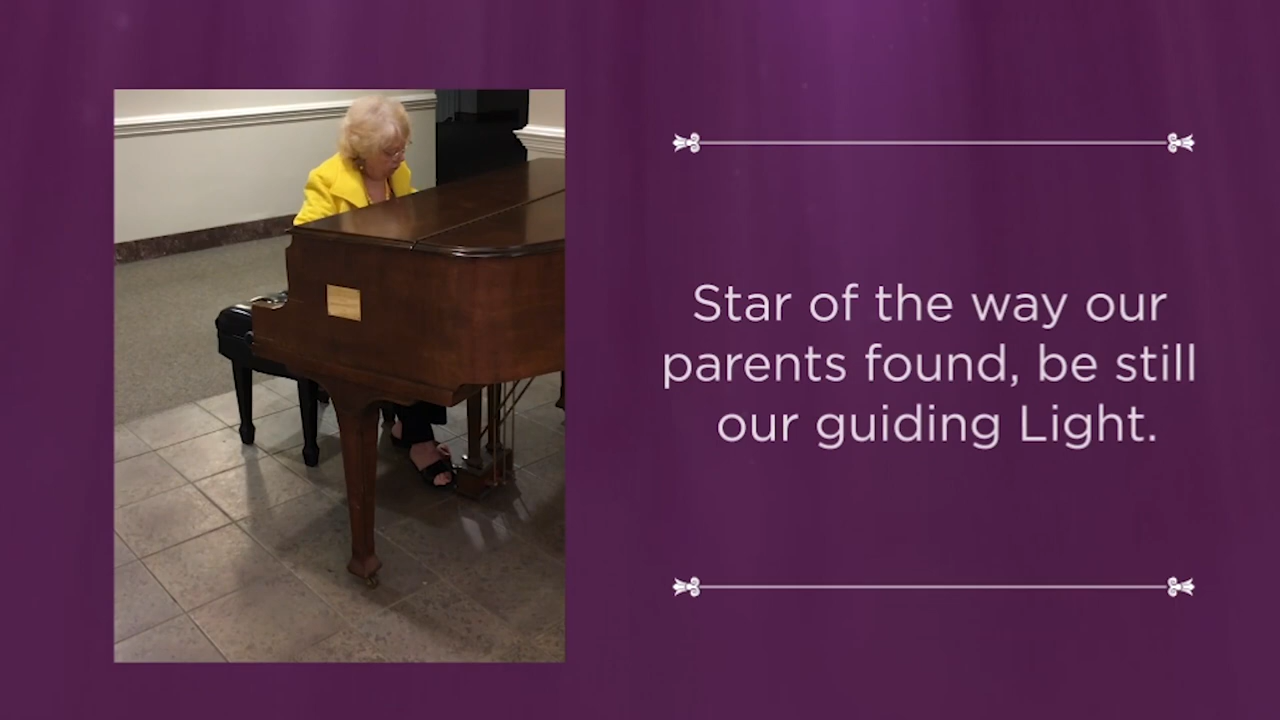 Star of the way our
parents found, be still
our guiding Light.